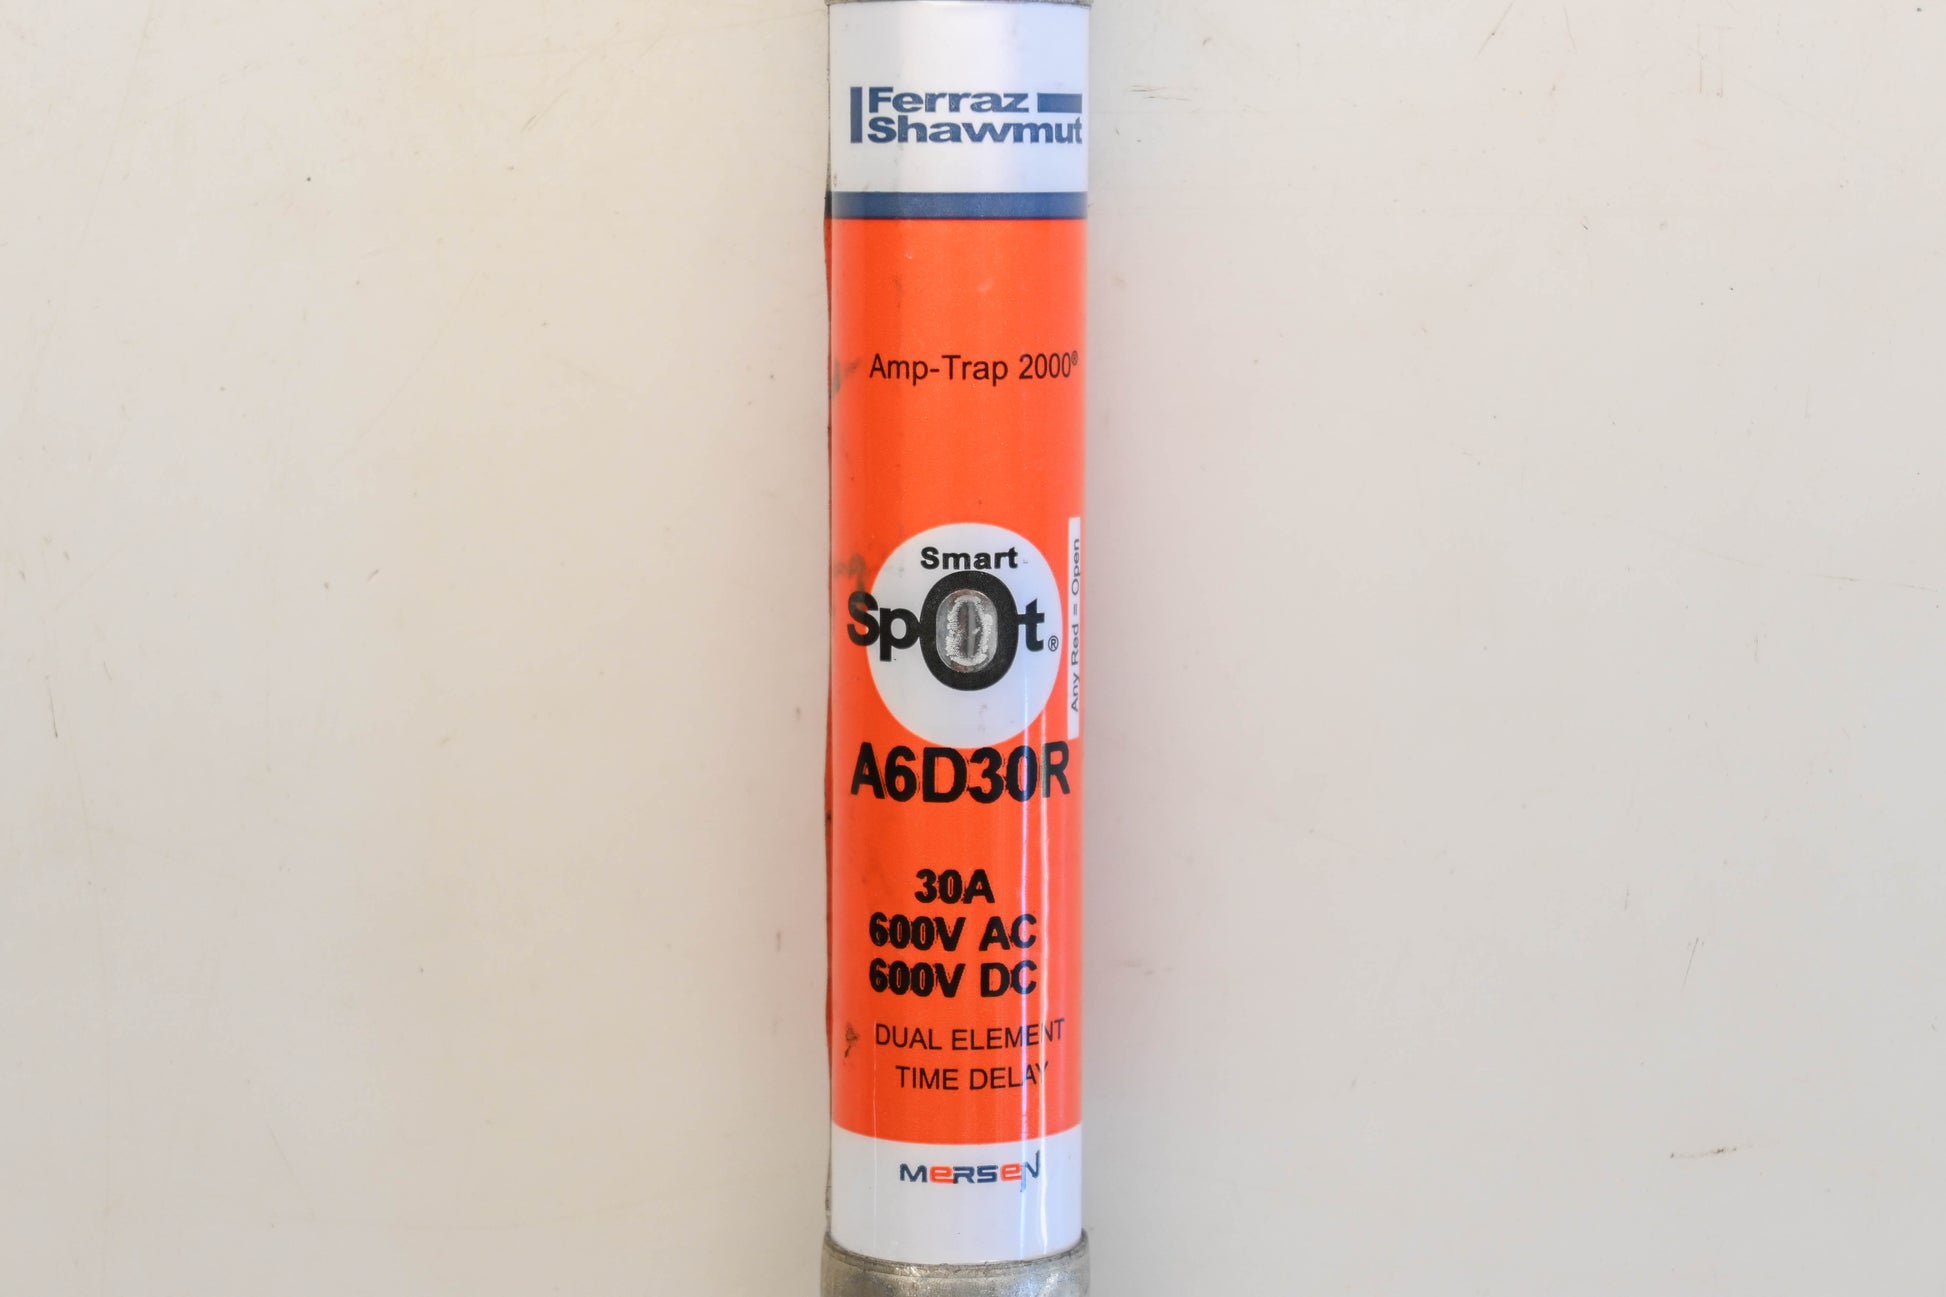 Ferraz
Shawmut
Amp-Trap 2000®
Smart
Spot®
Any Red = Open
A6D30R
30A
600V AC
600V DC
DUAL ELEMENT
TIME DELAY
MERSEN